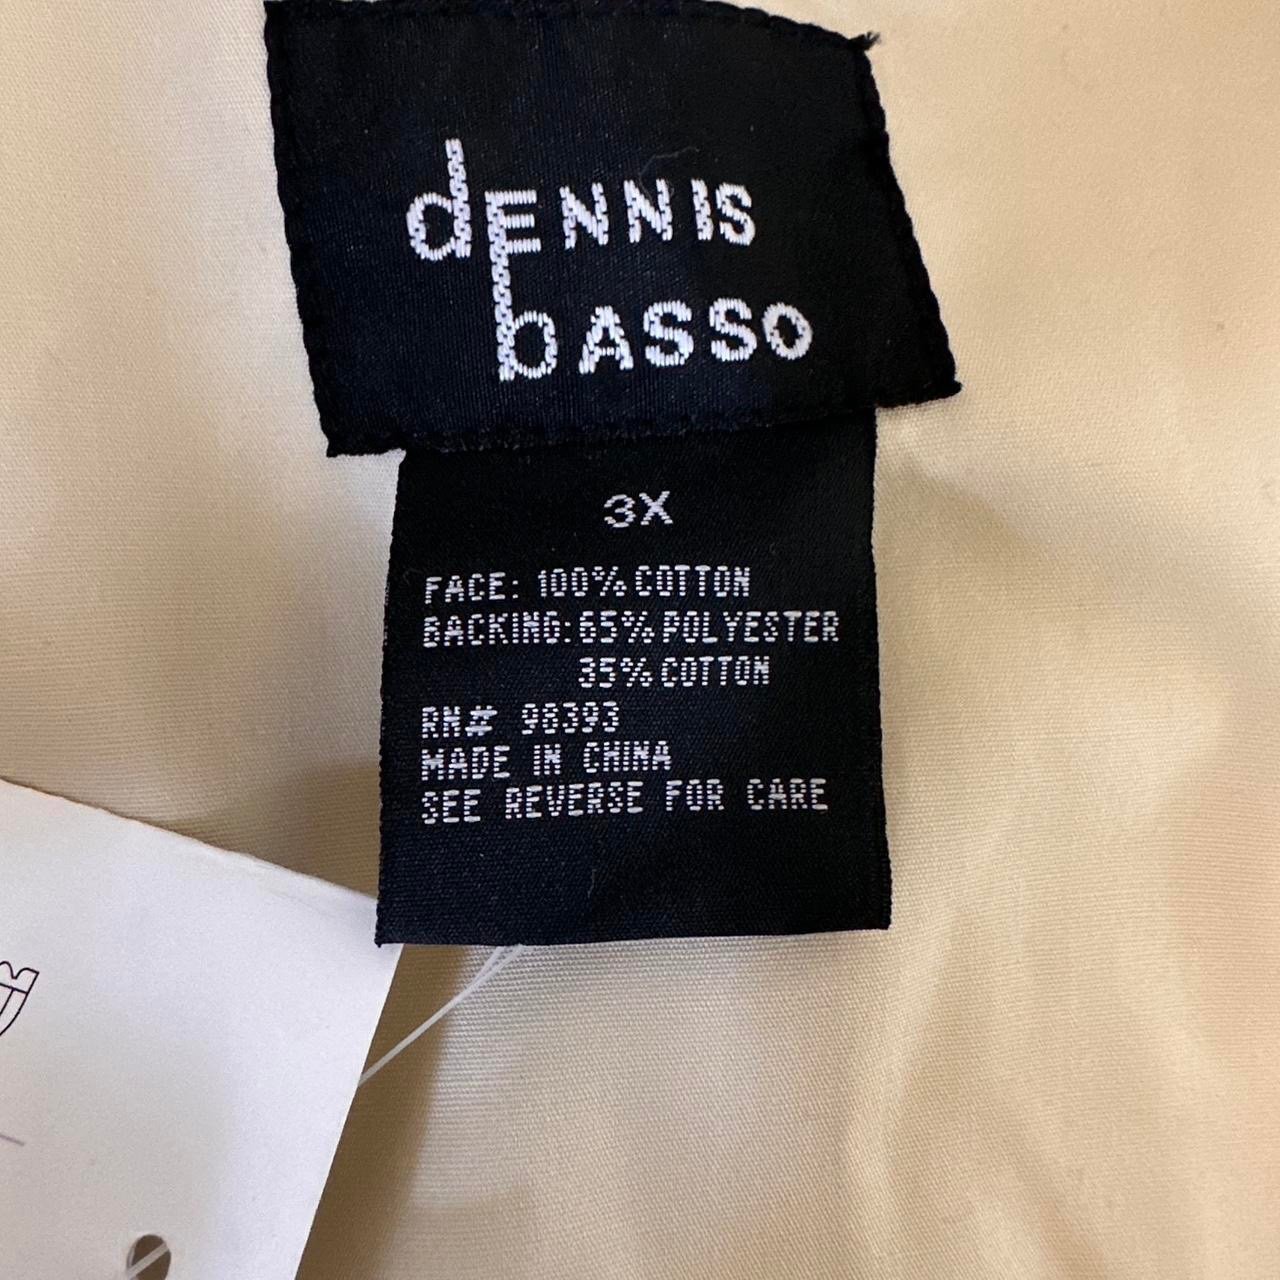 dENNIS
bASSO
3X
FACE: 100% COTTON
BACKING: 65% POLYESTER
35% COTTON
RN# 98393
MADE IN CHINA
SEE REVERSE FOR CARE